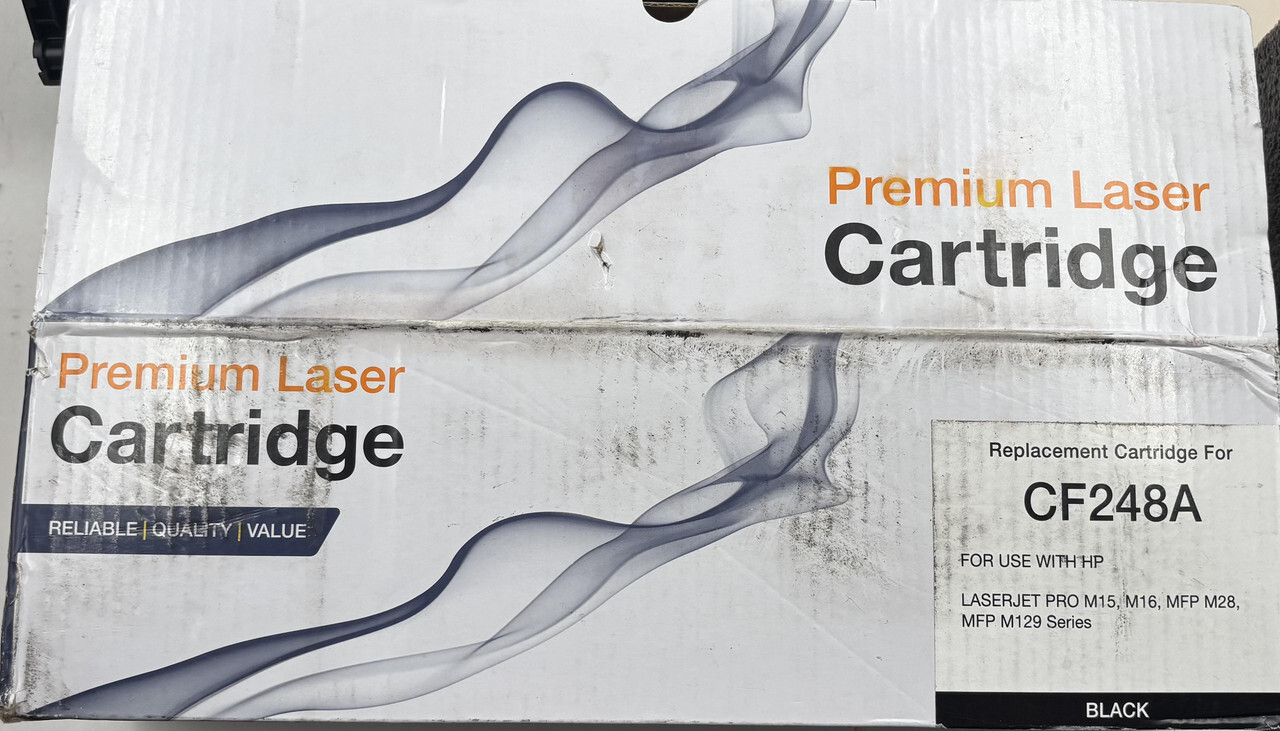 Premium Laser
Cartridge
Premium Laser
Cartridge
RELIABLE | QUALITY | VALUE
Replacement Cartridge For
CF248A
FOR USE WITH HP
LASERJET PRO M15, M16, MFP M28,
MFP M129 Series
BLACK